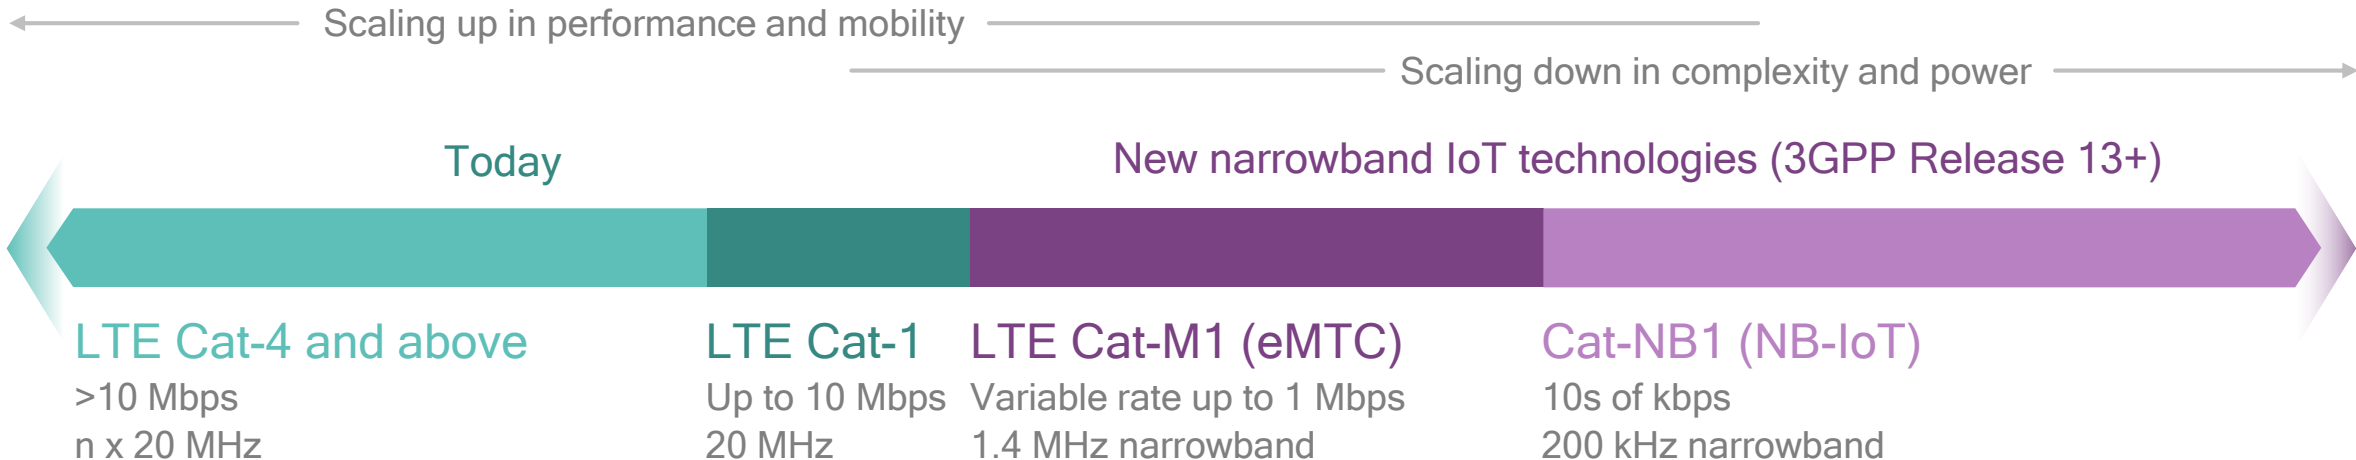 Scaling up in performance and mobility
Scaling down in complexity and power
Today
New narrowband IoT technologies (3GPP Release 13+)
LTE Cat-4 and above
>10 Mbps
n x 20 MHz
LTE Cat-1
Up to 10 Mbps
20 MHz
LTE Cat-M1 (eMTC)
Variable rate up to 1 Mbps
1.4 MHz narrowband
Cat-NB1 (NB-IoT)
10s of kbps
200 kHz narrowband